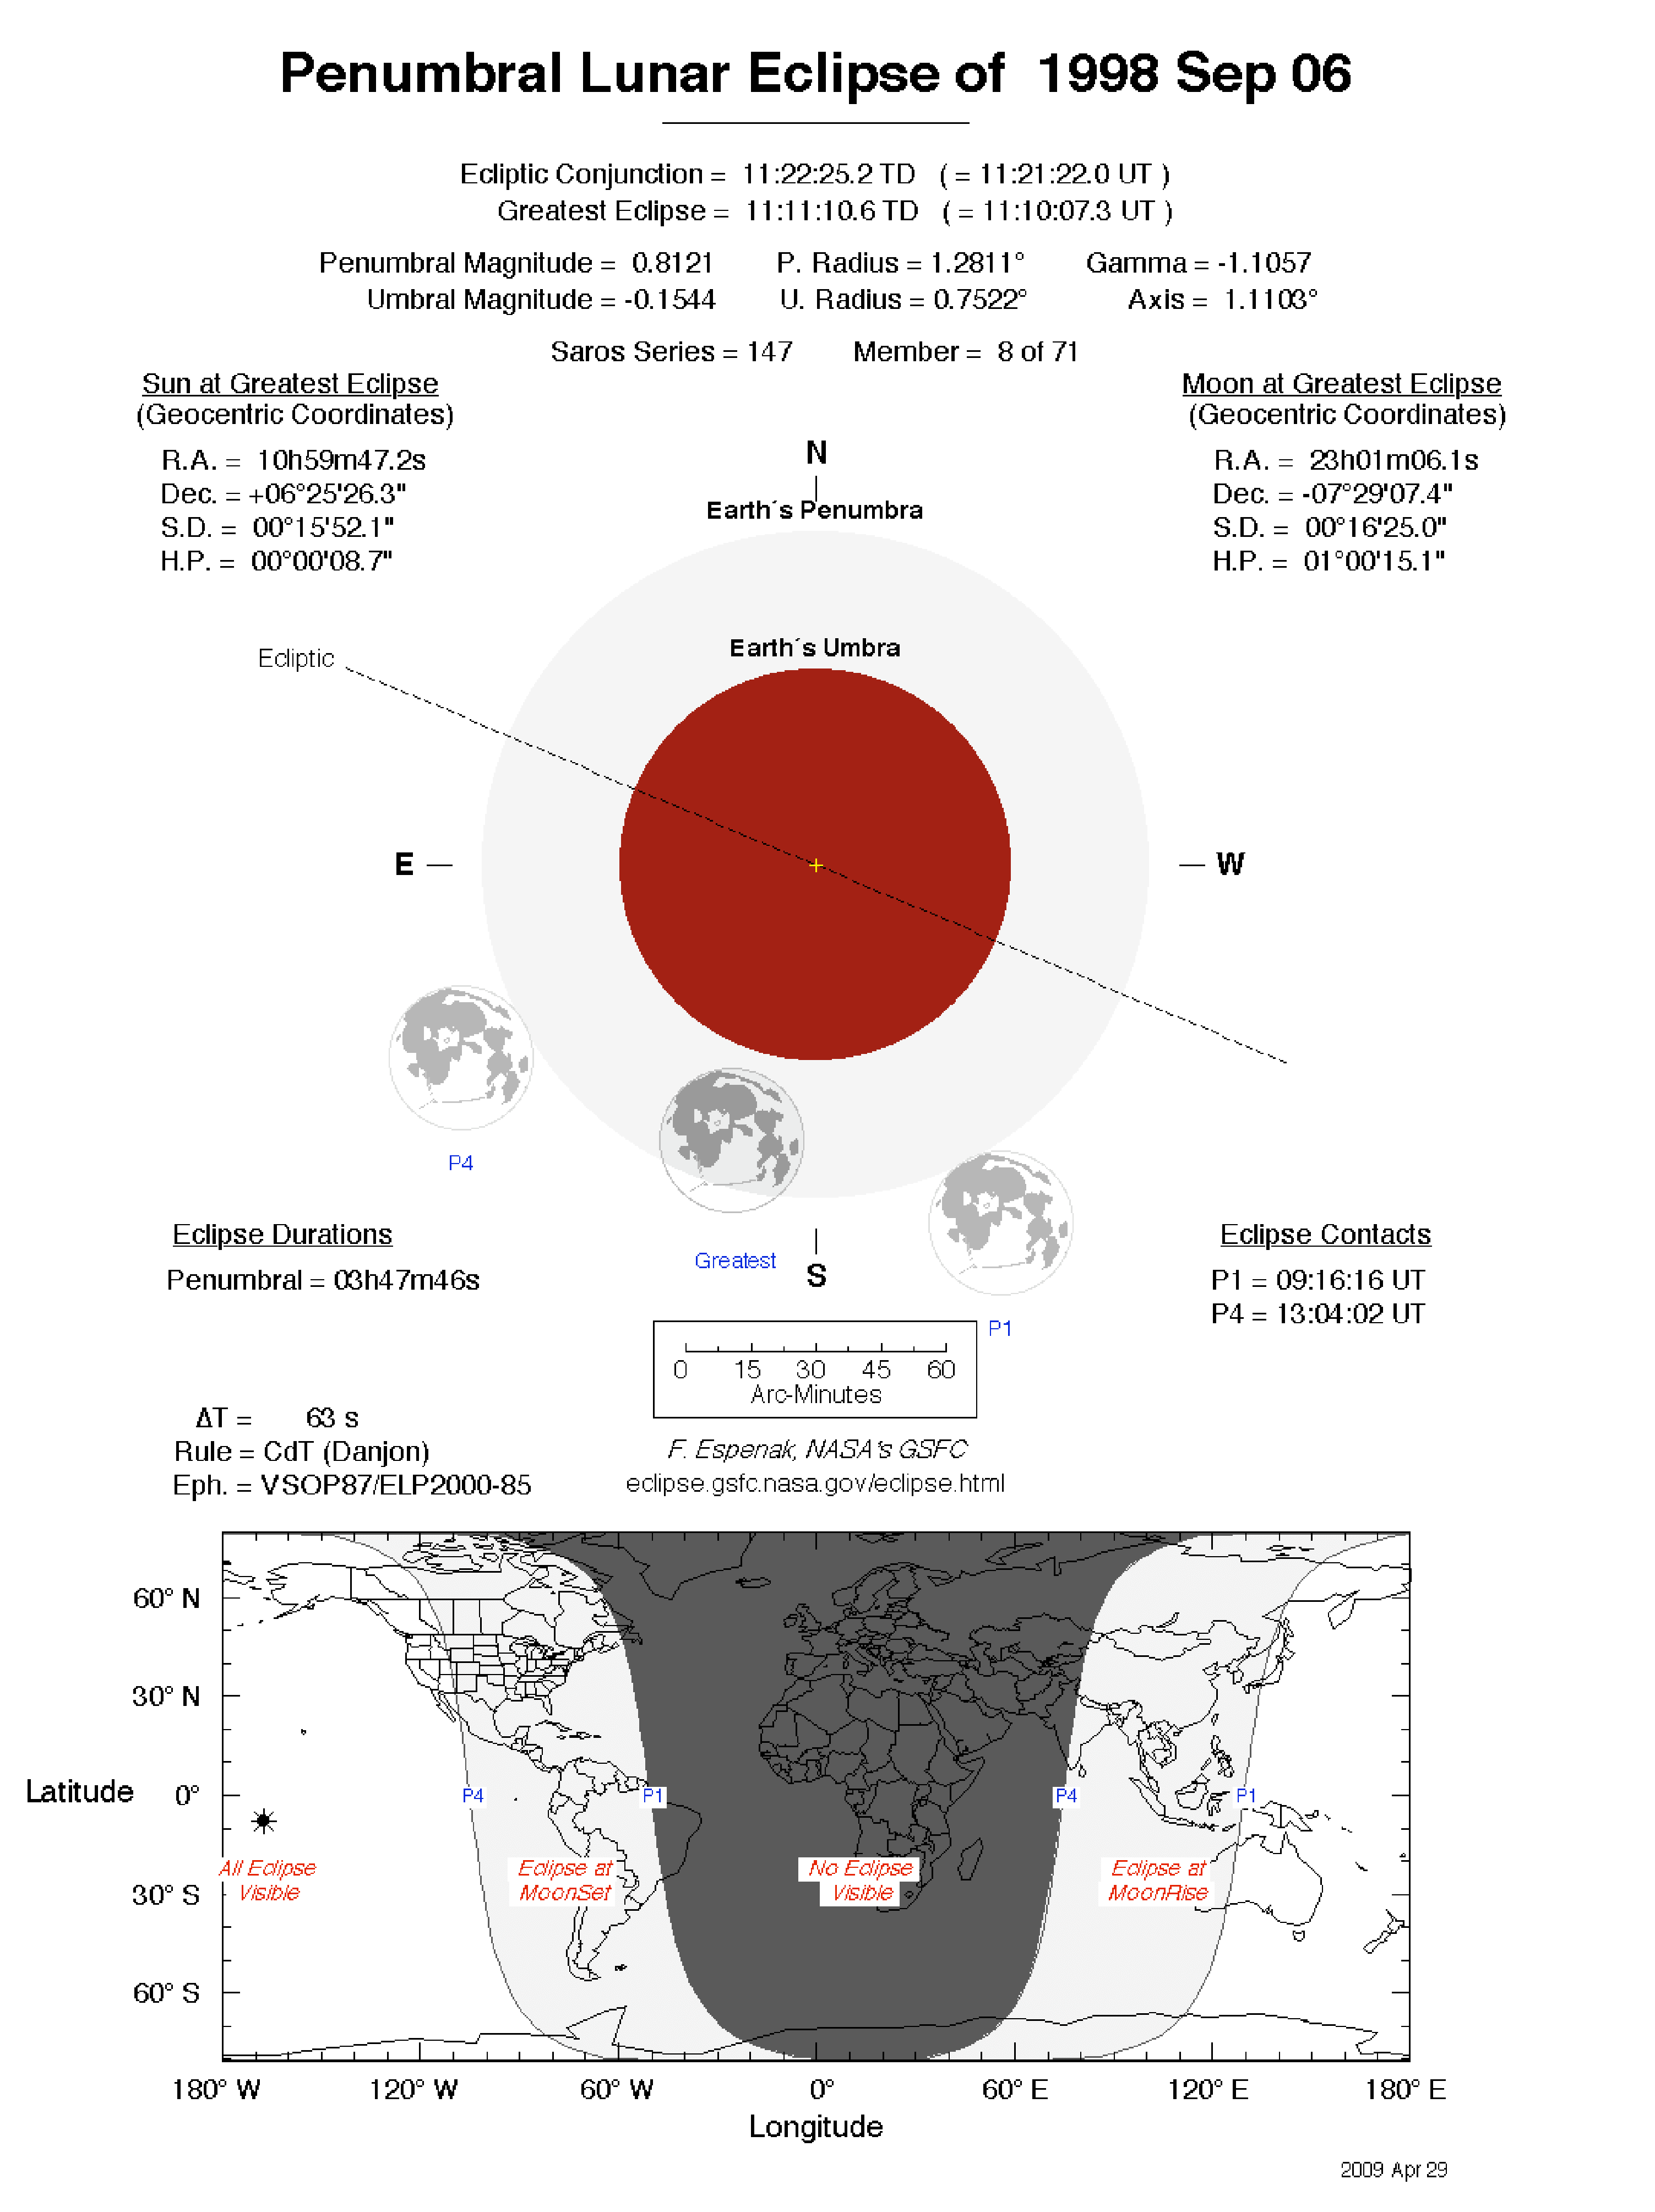 Penumbral Lunar Eclipse of 1998 Sep 06
Ecliptic Conjunction = 11:22:25.2 TD ( = 11:21:22.0 UT )
Greatest Eclipse = 11:11:10.6 TD ( = 11:10:07.3 UT )
Penumbral Magnitude = 0.8121 P. Radius = 1.2811° Gamma = -1.1057
Umbral Magnitude = -0.1544 U. Radius = 0.7522° Axis = 1.1103°
Saros Series = 147 Member = 8 of 71
Sun at Greatest Eclipse
(Geocentric Coordinates)
R.A. = 10h59m47.2s
Dec. = +06°25'26.3"
S.D. = 00°15'52.1"
H.P. = 00°00'08.7"
Moon at Greatest Eclipse
(Geocentric Coordinates)
R.A. = 23h01m06.1s
Dec. = -07°29'07.4"
S.D. = 00°16'25.0"
H.P. = 01°00'15.1"
N
Earth´s Penumbra
Earth´s Umbra
Ecliptic
E
W
P4
Greatest
S
P1
Eclipse Durations
Penumbral = 03h47m46s
Eclipse Contacts
P1 = 09:16:16 UT
P4 = 13:04:02 UT
0 15 30 45 60
Arc-Minutes
ΔT = 63 s
Rule = CdT (Danjon)
Eph. = VSOP87/ELP2000-85
F. Espenak, NASA's GSFC
eclipse.gsfc.nasa.gov/eclipse.html
60° N
30° N
Latitude 0°
30° S
60° S
P4 P1 P4 P1
All Eclipse
Visible
Eclipse at
MoonSet
No Eclipse
Visible
Eclipse at
MoonRise
180° W 120° W 60° W 0° 60° E 120° E 180° E
Longitude
2009 Apr 29